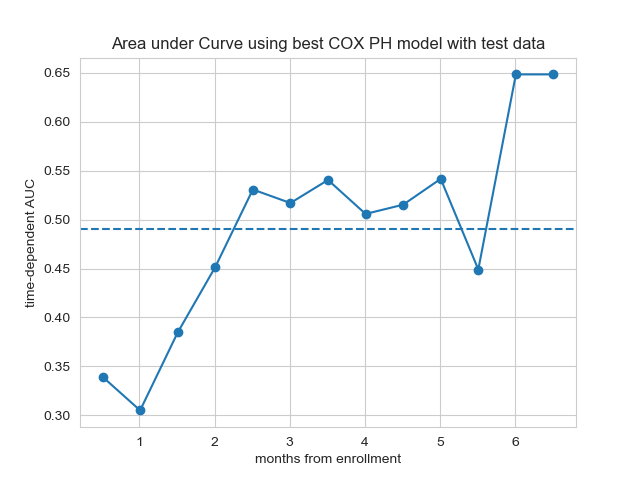 Area under Curve using best COX PH model with test data
time-dependent AUC
0.65
0.60
0.55
0.50
0.45
0.40
0.35
0.30
1 2 3 4 5 6
months from enrollment